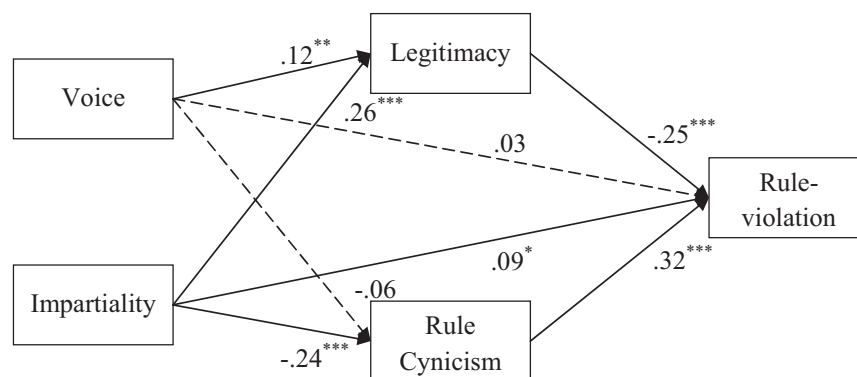 Voice
Impartiality
Legitimacy
Rule
Cynicism
Rule-
violation
.12**
.26***
.03
-.25***
.09*
.32***
-.06
-.24***